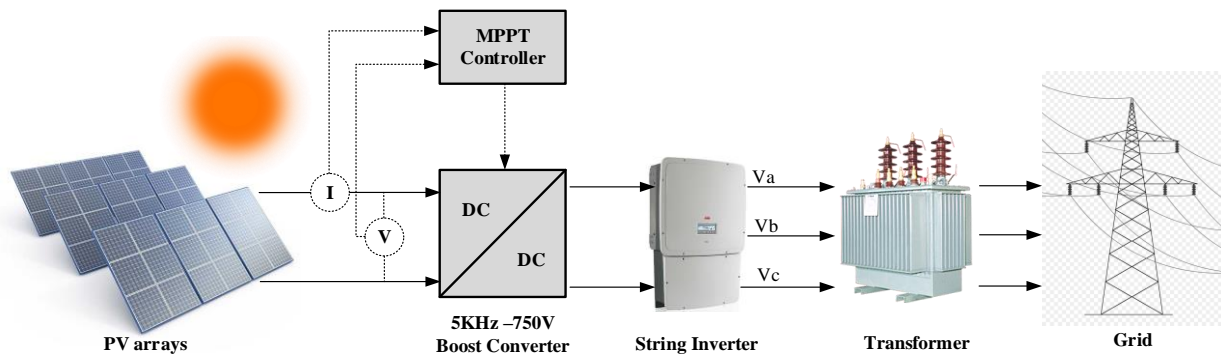 MPPT
Controller
I
V
DC
DC
Va
Vb
Vc
5KHz –750V
Boost Converter
PV arrays
String Inverter
Transformer
Grid